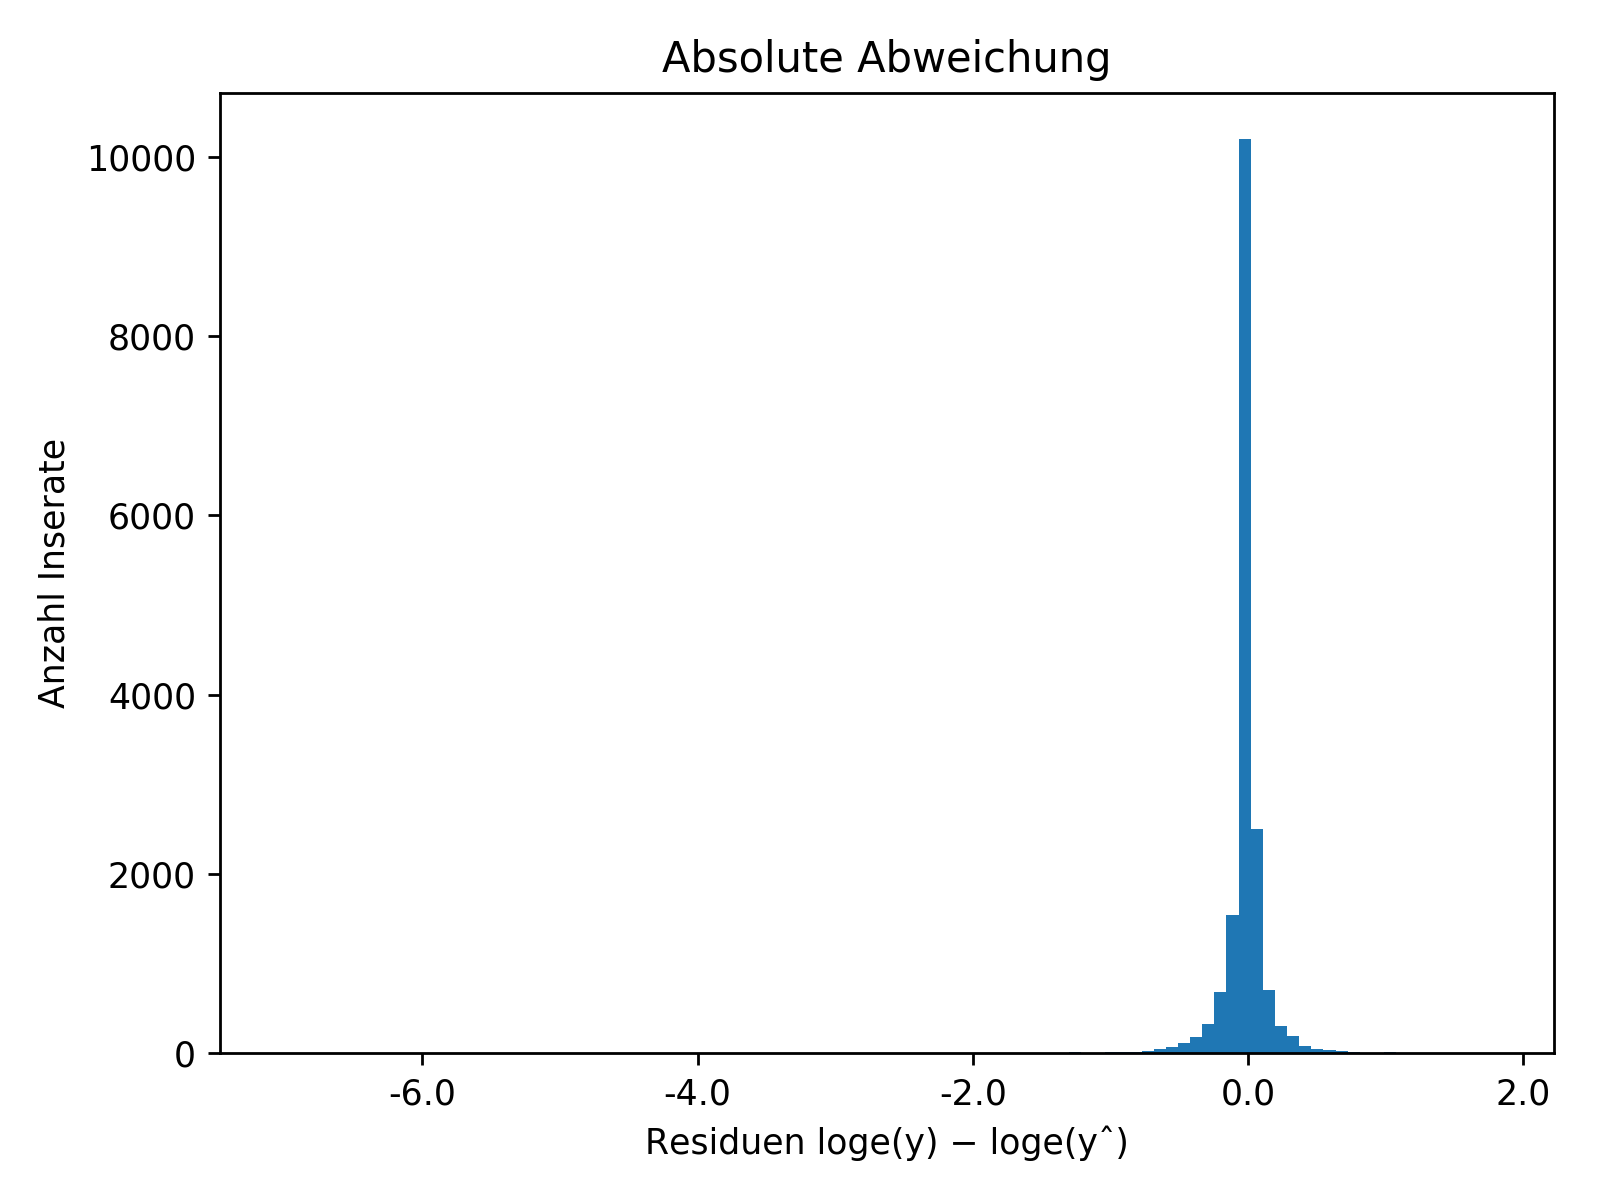 Absolute Abweichung
10000
8000
6000
4000
2000
0
Anzahl Inserate
-6.0 -4.0 -2.0 0.0 2.0
Residuen loge(y) − loge(yˆ)